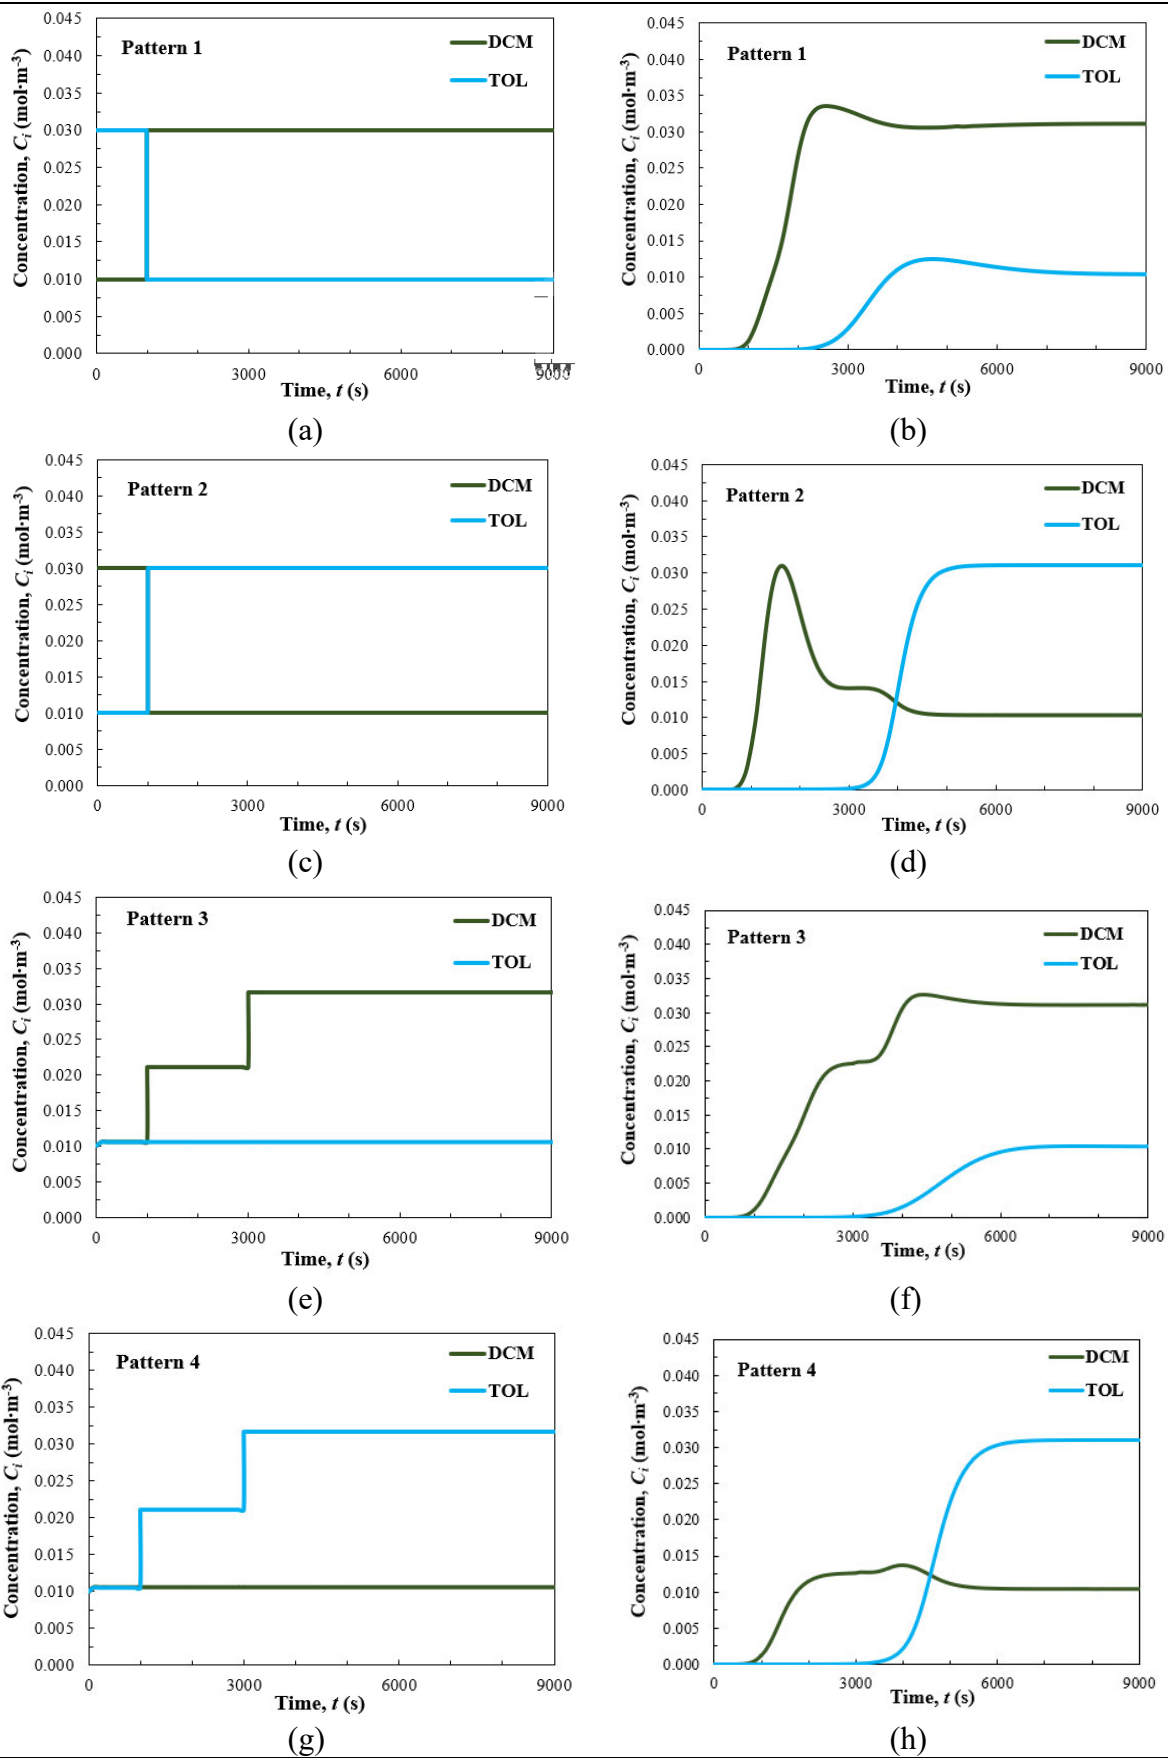 Pattern 1
DCM
TOL
Concentration, Cᵢ (mol·m⁻³)
0.045
0.040
0.035
0.030
0.025
0.020
0.015
0.010
0.005
0.000
0 3000 6000
Time, t (s)
(a)
Pattern 1
DCM
TOL
Concentration, Cᵢ (mol·m⁻³)
0.045
0.040
0.035
0.030
0.025
0.020
0.015
0.010
0.005
0.000
0 3000 6000 9000
Time, t (s)
(b)
Pattern 2
DCM
TOL
Concentration, Cᵢ (mol·m⁻³)
0.045
0.040
0.035
0.030
0.025
0.020
0.015
0.010
0.005
0.000
0 3000 6000 9000
Time, t (s)
(c)
Pattern 2
DCM
TOL
Concentration, Cᵢ (mol·m⁻³)
0.045
0.040
0.035
0.030
0.025
0.020
0.015
0.010
0.005
0.000
0 3000 6000 9000
Time, t (s)
(d)
Pattern 3
DCM
TOL
Concentration, Cᵢ (mol·m⁻³)
0.045
0.040
0.035
0.030
0.025
0.020
0.015
0.010
0.005
0.000
0 3000 6000 9000
Time, t (s)
(e)
Pattern 3
DCM
TOL
Concentration, Cᵢ (mol·m⁻³)
0.045
0.040
0.035
0.030
0.025
0.020
0.015
0.010
0.005
0.000
0 3000 6000 9000
Time, t (s)
(f)
Pattern 4
DCM
TOL
Concentration, Cᵢ (mol·m⁻³)
0.045
0.040
0.035
0.030
0.025
0.020
0.015
0.010
0.005
0.000
0 3000 6000 9000
Time, t (s)
(g)
Pattern 4
DCM
TOL
Concentration, Cᵢ (mol·m⁻³)
0.045
0.040
0.035
0.030
0.025
0.020
0.015
0.010
0.005
0.000
0 3000 6000 9000
Time, t (s)
(h)